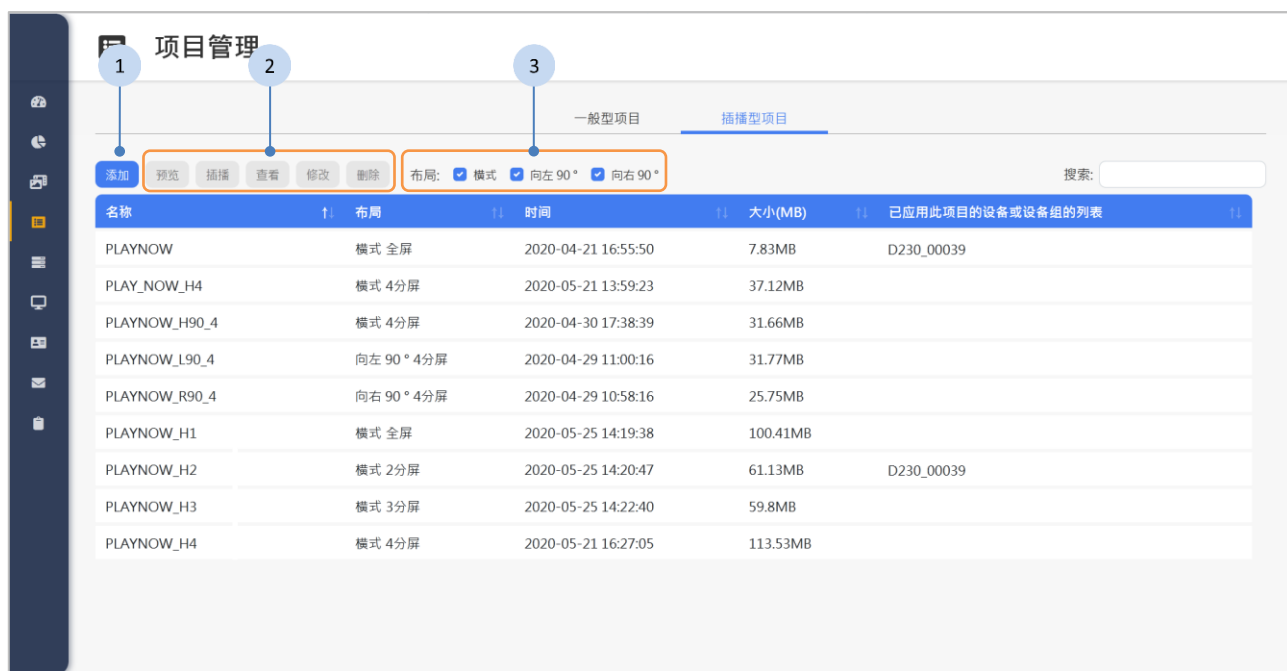 项目管理
1 2 3
一般型项目 插播型项目
添加 预览 插播 查看 修改 删除 布局: 横式 向左 90 ° 向右 90 ° 搜索:
名称 布局 时间 大小(MB) 已应用此项目的设备或设备组的列表
PLAYNOW 横式 全屏 2020-04-21 16:55:50 7.83MB D230_00039
PLAY_NOW_H4 横式 4分屏 2020-05-21 13:59:23 37.12MB
PLAYNOW_H90_4 横式 4分屏 2020-04-30 17:38:39 31.66MB
PLAYNOW_L90_4 向左 90 ° 4分屏 2020-04-29 11:00:16 31.77MB
PLAYNOW_R90_4 向右 90 ° 4分屏 2020-04-29 10:58:16 25.75MB
PLAYNOW_H1 横式 全屏 2020-05-25 14:19:38 100.41MB
PLAYNOW_H2 横式 2分屏 2020-05-25 14:20:47 61.13MB D230_00039
PLAYNOW_H3 横式 3分屏 2020-05-25 14:22:40 59.8MB
PLAYNOW_H4 横式 4分屏 2020-05-21 16:27:05 113.53MB